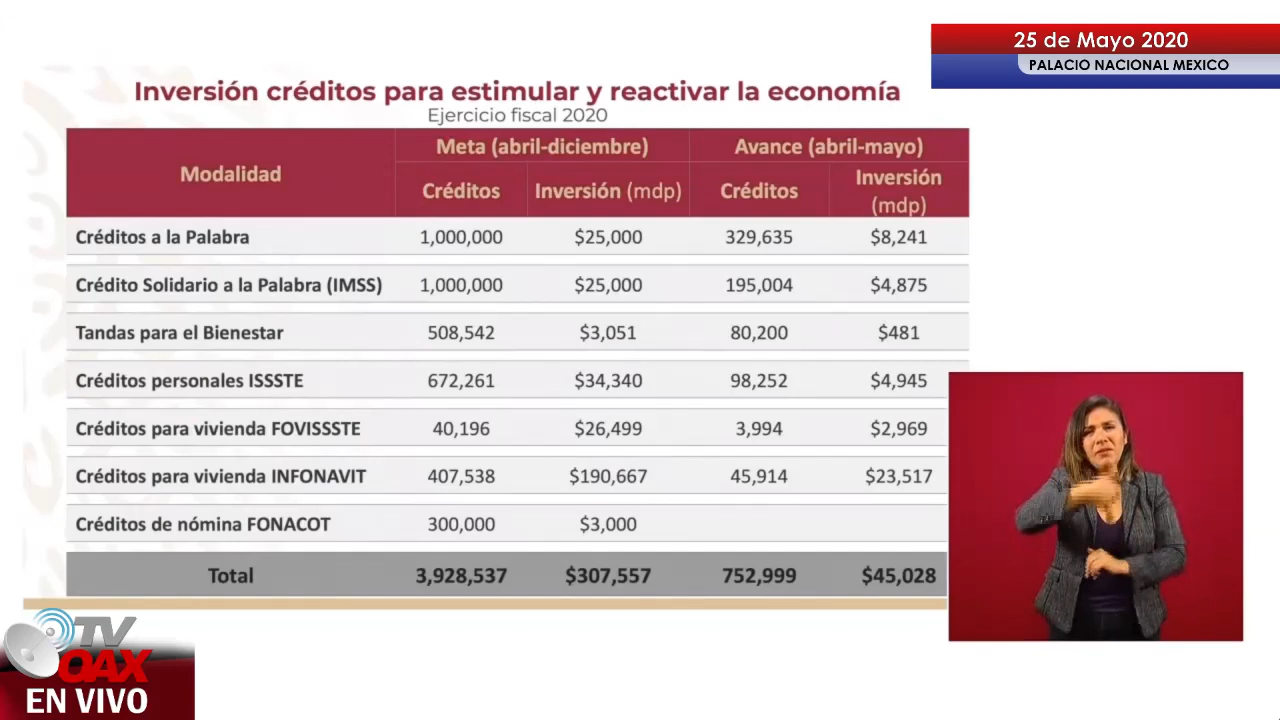 25 de Mayo 2020
PALACIO NACIONAL MEXICO
Inversión créditos para estimular y reactivar la economía
Ejercicio fiscal 2020
Modalidad Meta (abril-diciembre) Avance (abril-mayo)
Créditos Inversión (mdp) Créditos Inversión (mdp)
Créditos a la Palabra 1,000,000 $25,000 329,635 $8,241
Crédito Solidario a la Palabra (IMSS) 1,000,000 $25,000 195,004 $4,875
Tandas para el Bienestar 508,542 $3,051 80,200 $481
Créditos personales ISSSTE 672,261 $34,340 98,252 $4,945
Créditos para vivienda FOVISSSTE 40,196 $26,499 3,994 $2,969
Créditos para vivienda INFONAVIT 407,538 $190,667 45,914 $23,517
Créditos de nómina FONACOT 300,000 $3,000
Total 3,928,537 $307,557 752,999 $45,028
TV
OAX
EN VIVO